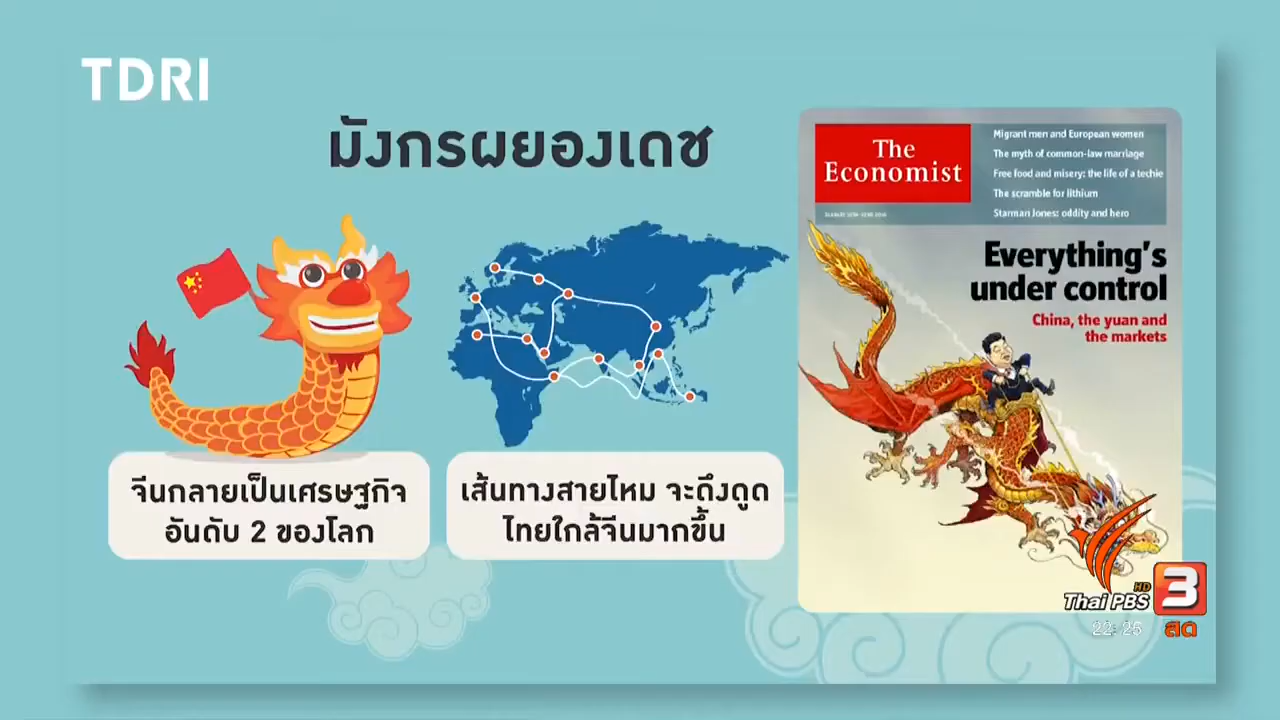 TDRI
มังกรผยองเดช
จีนกลายเป็นเศรษฐกิจ
อันดับ 2 ของโลก
เส้นทางสายไหม จะดึงดูด
ไทยใกล้จีนมากขึ้น
The
Economist
Migrant men and European women
The myth of common-law marriage
Free food and misery: the life of a techie
The scramble for lithium
Starman Jones: oddity and hero
Everything's
under control
China, the yuan and
the markets
Thai PBS
HD
3
22:25
สด